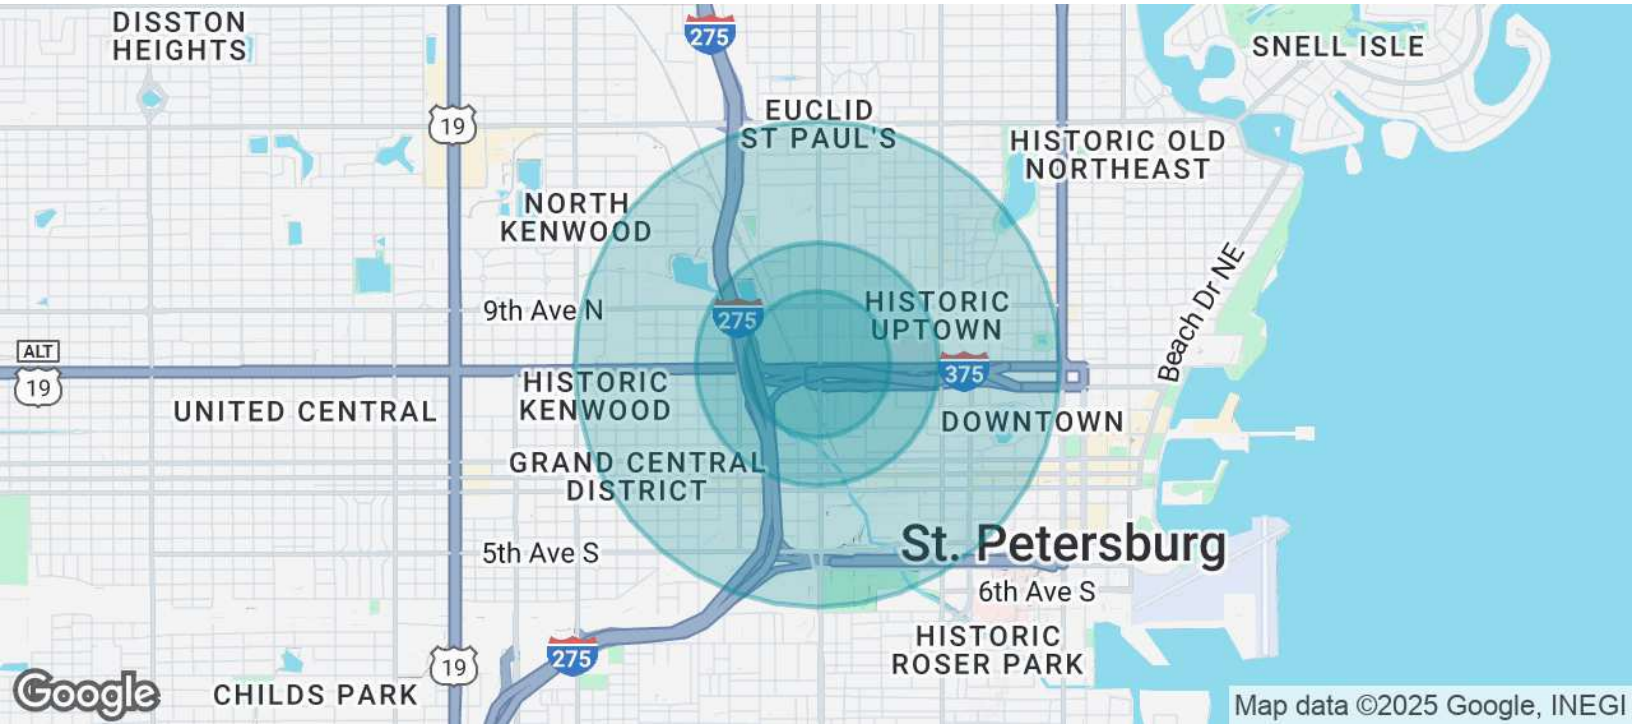 DISSTON
HEIGHTS
275
SNELL ISLE
19
EUCLID
ST PAUL'S
HISTORIC OLD
NORTHEAST
NORTH
KENWOOD
Beach Dr NE
9th Ave N
275
HISTORIC
UPTOWN
ALT
19
375
HISTORIC
KENWOOD
UNITED CENTRAL
DOWNTOWN
GRAND CENTRAL
DISTRICT
5th Ave S
St. Petersburg
6th Ave S
HISTORIC
ROSER PARK
275
19
CHILDS PARK
Google
Map data ©2025 Google, INEGI